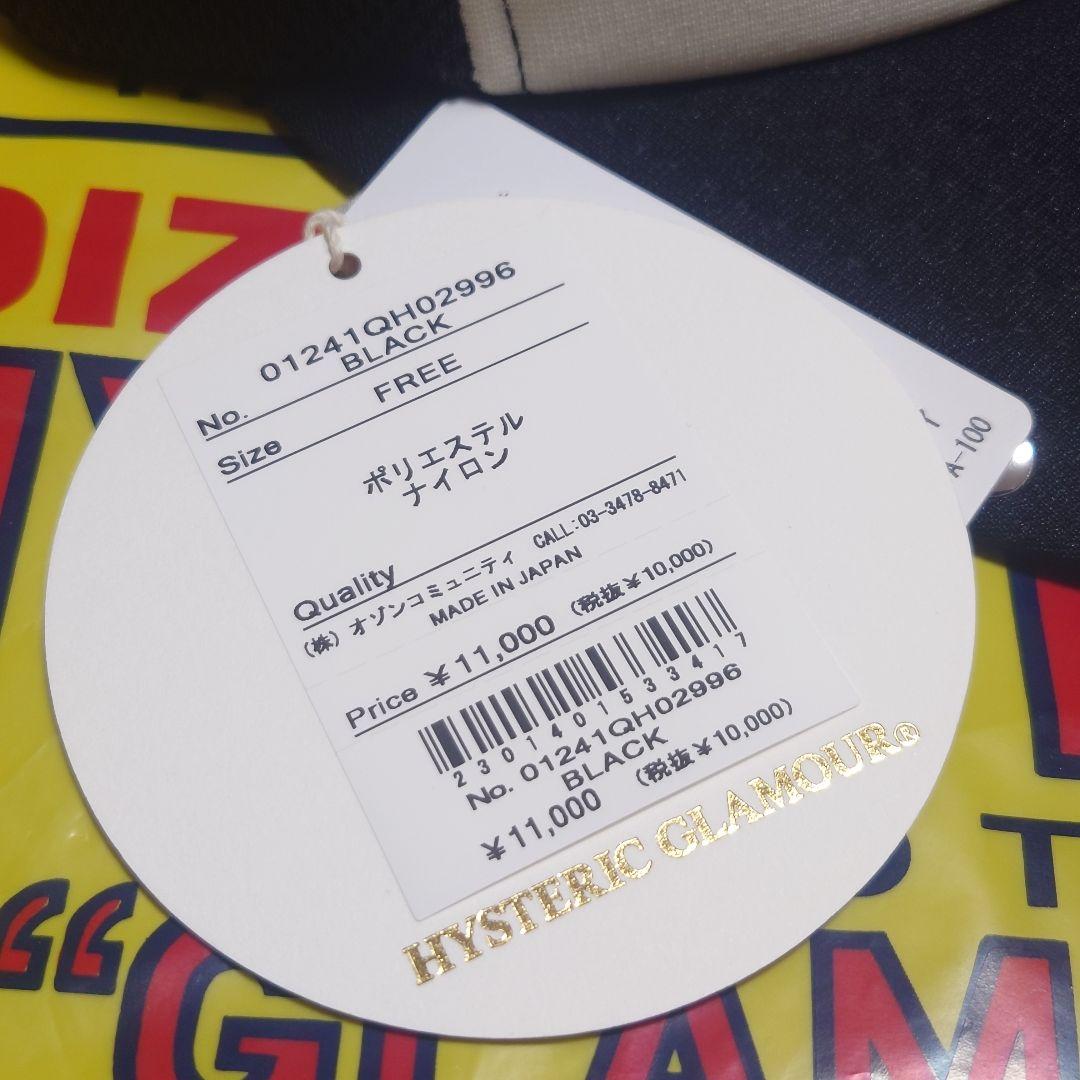 01241QH02996
No. BLACK
Size FREE
ポリエステル
ナイロン
Quality
(株) オゾンコミュニティ CALL:03-3478-8471
MADE IN JAPAN
Price ¥11,000 (税抜¥10,000)
2301401533417
No. 01241QH02996
BLACK
¥11,000 (税抜¥10,000)
HYSTERIC GLAMOUR®
A-100